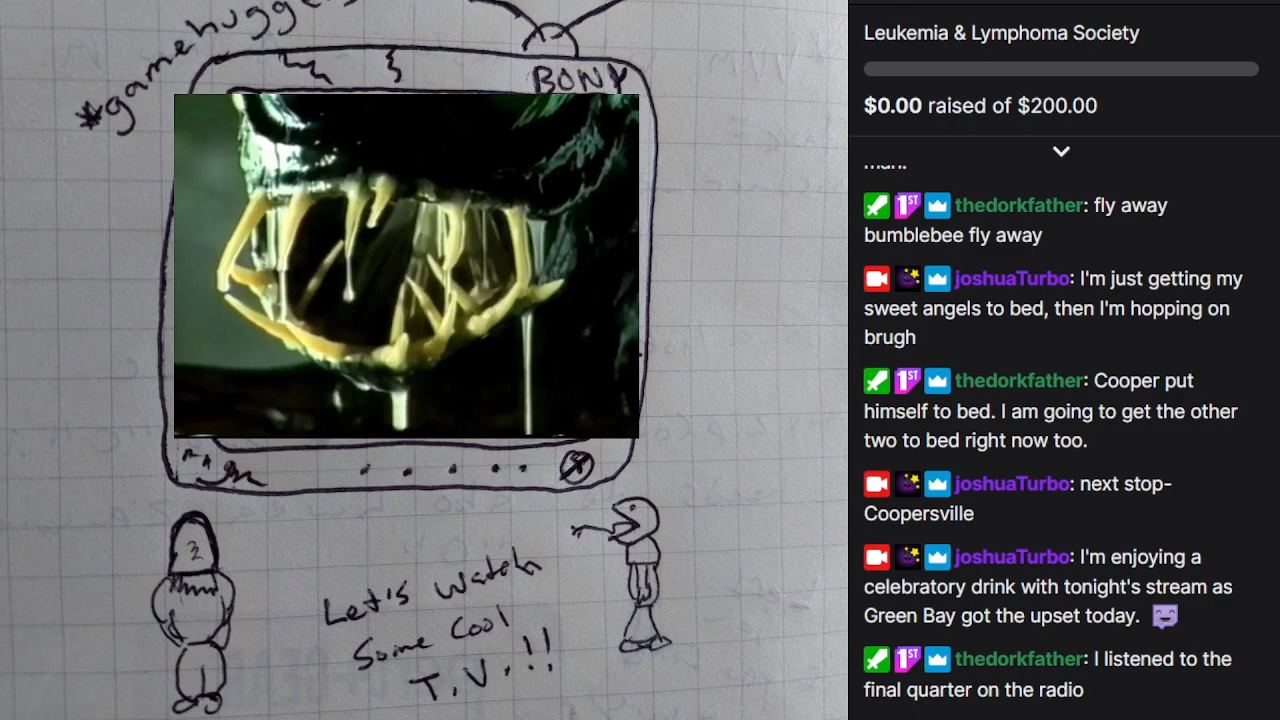 *gamehuggers
BONY
2
Let's Watch
Some Cool
T.V.!!
Leukemia & Lymphoma Society
$0.00 raised of $200.00
thedorkfather: fly away
bumblebee fly away
joshuaTurbo: I'm just getting my
sweet angels to bed, then I'm hopping on
brugh
thedorkfather: Cooper put
himself to bed. I am going to get the other
two to bed right now too.
joshuaTurbo: next stop-
Coopersville
joshuaTurbo: I'm enjoying a
celebratory drink with tonight's stream as
Green Bay got the upset today.
thedorkfather: I listened to the
final quarter on the radio